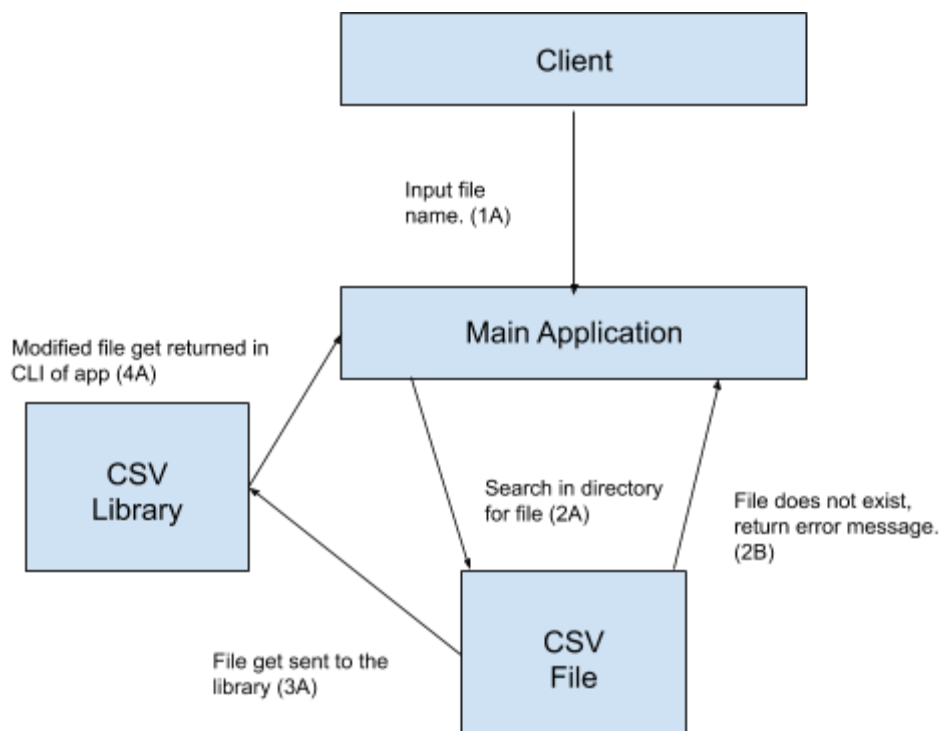 Client
Input file
name. (1A)
Main Application
Modified file get returned in
CLI of app (4A)
CSV
Library
Search in directory
for file (2A)
File does not exist,
return error message.
(2B)
File get sent to the
library (3A)
CSV
File